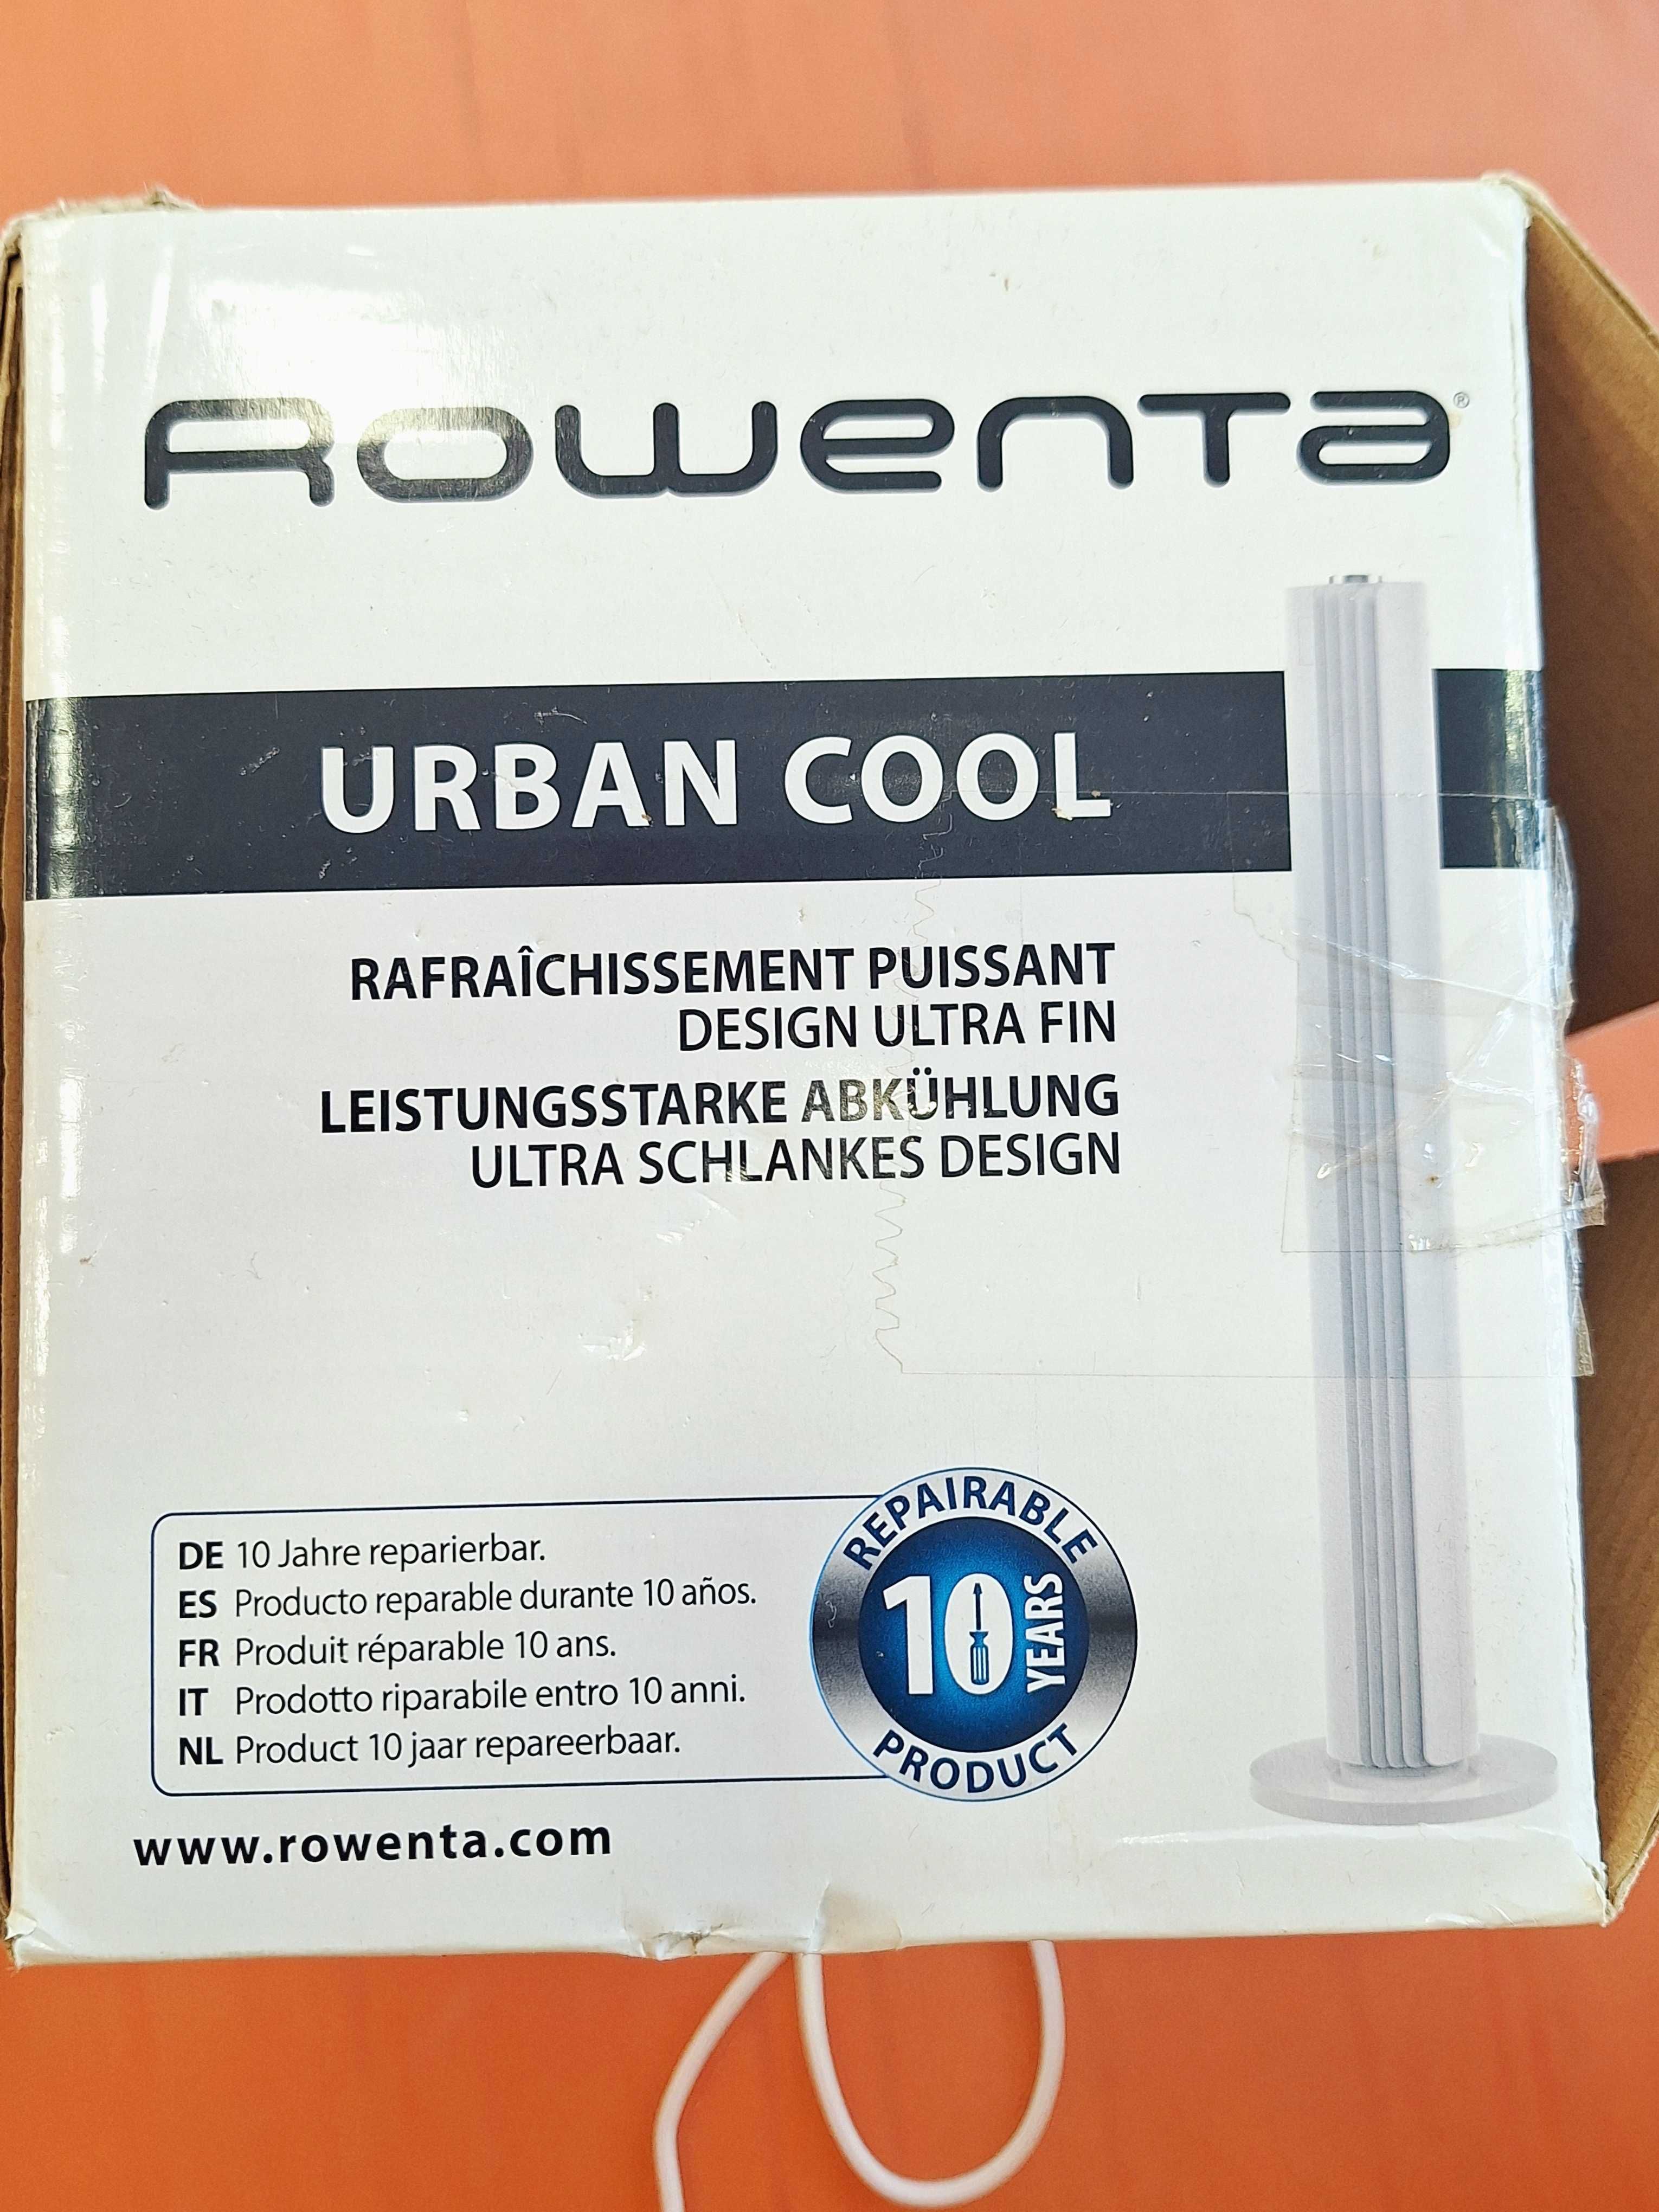 Rowenta®
URBAN COOL
RAFRAÎCHISSEMENT PUISSANT
DESIGN ULTRA FIN
LEISTUNGSSTARKE ABKÜHLUNG
ULTRA SCHLANKES DESIGN
DE 10 Jahre reparierbar.
ES Producto reparable durante 10 años.
FR Produit réparable 10 ans.
IT Prodotto riparabile entro 10 anni.
NL Product 10 jaar repareerbaar.
REPAIRABLE
10 YEARS
PRODUCT
www.rowenta.com